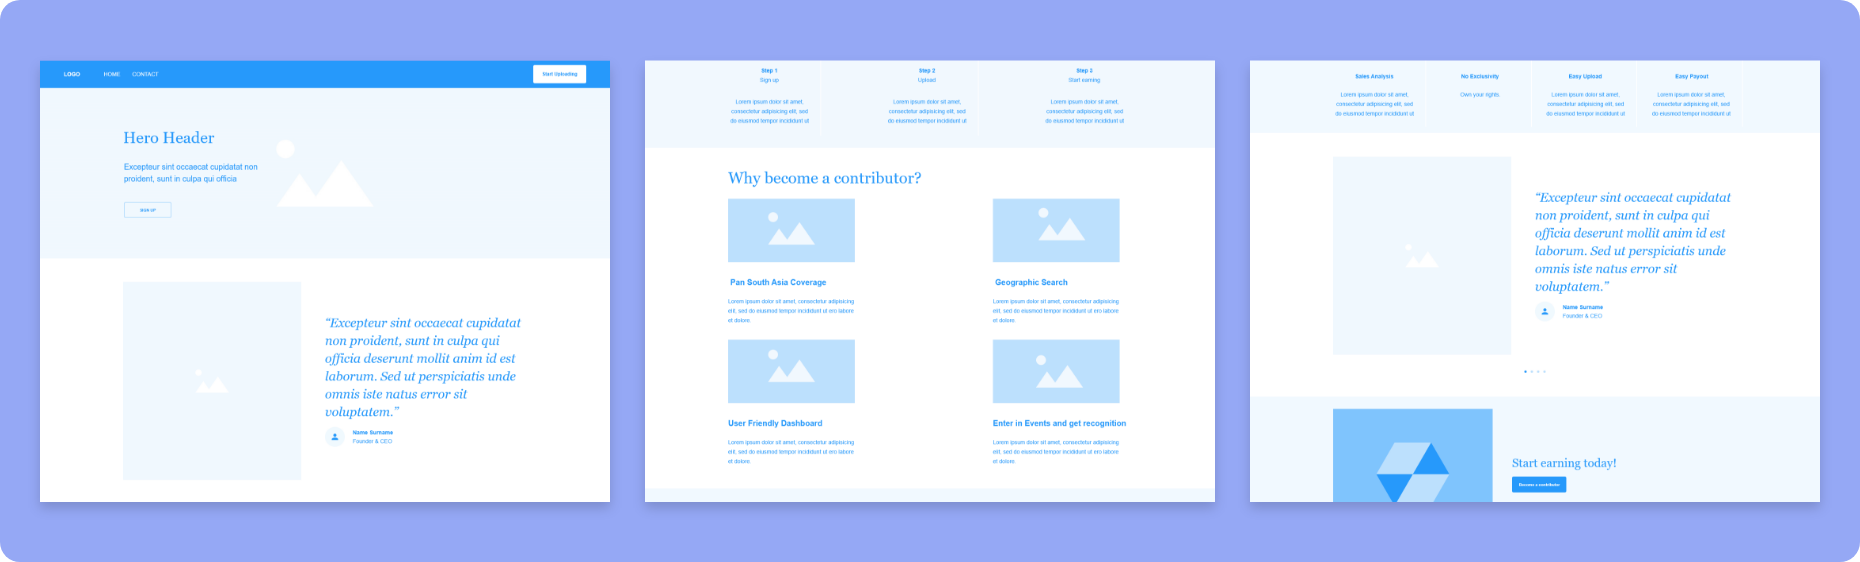 LOGO
HOME
CONTACT
Start Uploading
Hero Header
Excepteur sint occaecat cupidatat non
proident, sunt in culpa qui officia
SIGN UP
“Excepteur sint occaecat cupidatat
non proident, sunt in culpa qui
officia deserunt mollit anim id est
laborum. Sed ut perspiciatis unde
omnis iste natus error sit
voluptatem.”
Name Surname
Founder & CEO
Step 1
Sign up
Lorem ipsum dolor sit amet,
consectetur adipisicing elit, sed
do eiusmod tempor incididunt ut
Step 2
Upload
Lorem ipsum dolor sit amet,
consectetur adipisicing elit, sed
do eiusmod tempor incididunt ut
Step 3
Start earning
Lorem ipsum dolor sit amet,
consectetur adipisicing elit, sed
do eiusmod tempor incididunt ut
Why become a contributor?
Pan South Asia Coverage
Lorem ipsum dolor sit amet, consectetur adipisicing
elit, sed do eiusmod tempor incididunt ut ero labore
et dolore.
Geographic Search
Lorem ipsum dolor sit amet, consectetur adipisicing
elit, sed do eiusmod tempor incididunt ut ero labore
et dolore.
User Friendly Dashboard
Lorem ipsum dolor sit amet, consectetur adipisicing
elit, sed do eiusmod tempor incididunt ut ero labore
et dolore.
Enter in Events and get recognition
Lorem ipsum dolor sit amet, consectetur adipisicing
elit, sed do eiusmod tempor incididunt ut ero labore
et dolore.
Sales Analysis
Lorem ipsum dolor sit amet,
consectetur adipisicing elit, sed
do eiusmod tempor incididunt ut
No Exclusivity
Own your rights.
Easy Upload
Lorem ipsum dolor sit amet,
consectetur adipisicing elit, sed
do eiusmod tempor incididunt ut
Easy Payout
Lorem ipsum dolor sit amet,
consectetur adipisicing elit, sed
do eiusmod tempor incididunt ut
“Excepteur sint occaecat cupidatat
non proident, sunt in culpa qui
officia deserunt mollit anim id est
laborum. Sed ut perspiciatis unde
omnis iste natus error sit
voluptatem.”
Name Surname
Founder & CEO
Start earning today!
Become a contributor